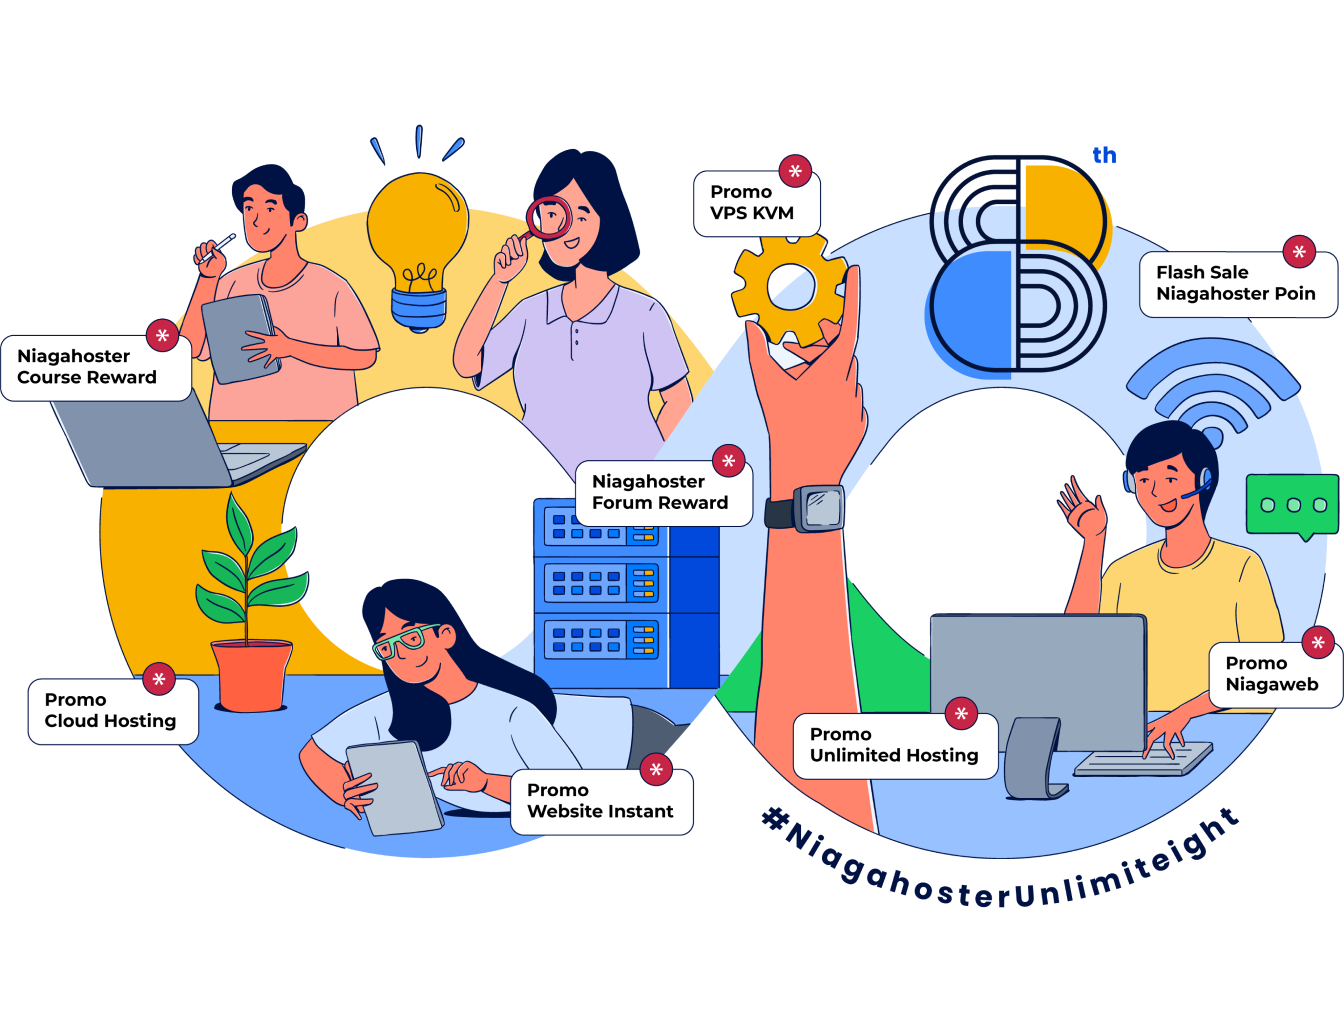 8th
Promo
VPS KVM
Flash Sale
Niagahoster Poin
Niagahoster
Course Reward
Niagahoster
Forum Reward
Promo
Cloud Hosting
Promo
Niagaweb
Promo
Unlimited Hosting
Promo
Website Instant
#NiagahosterUnlimiteight